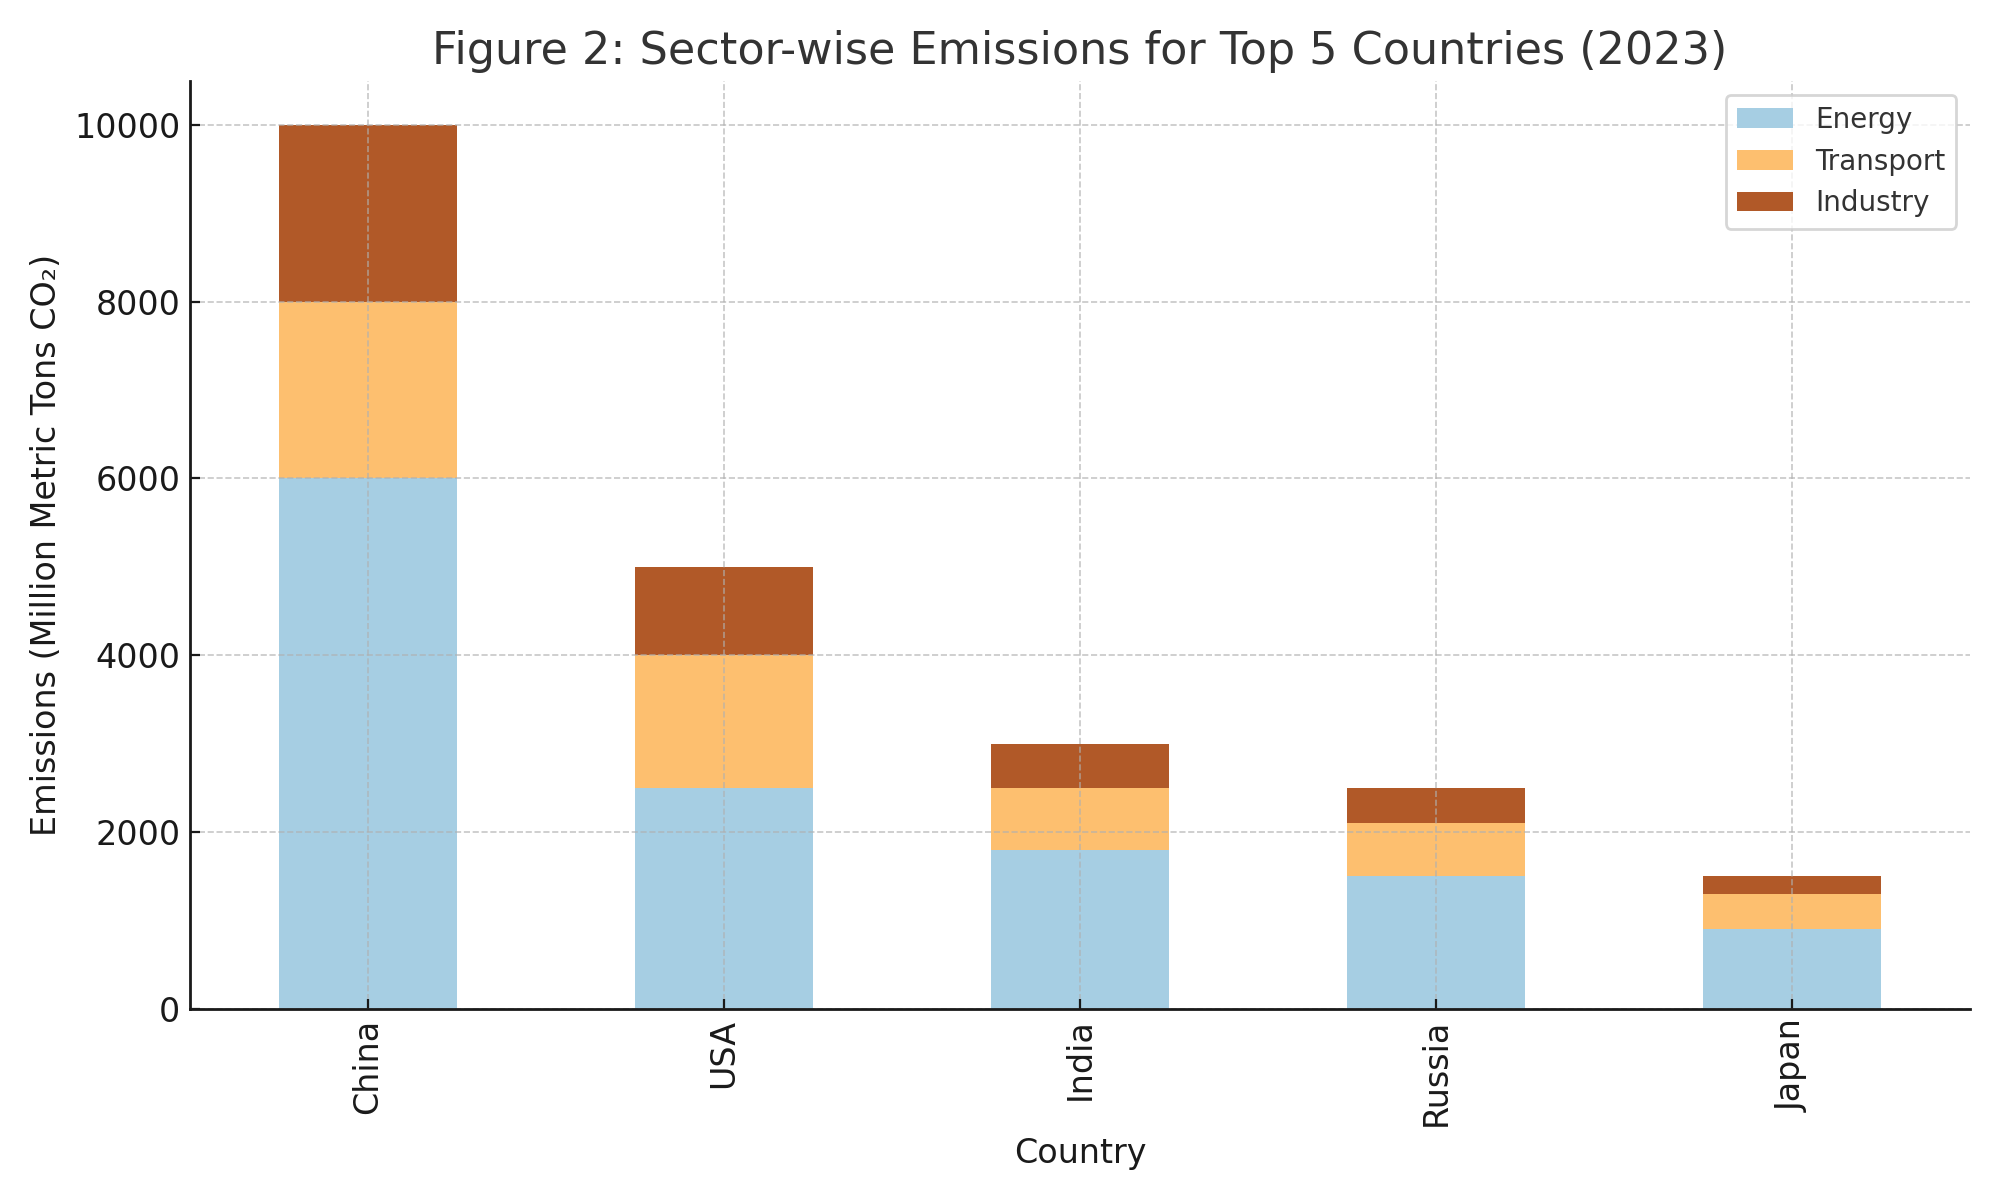 Figure 2: Sector-wise Emissions for Top 5 Countries (2023)
Energy
Transport
Industry
Emissions (Million Metric Tons CO₂)
10000
8000
6000
4000
2000
0
China
USA
India
Russia
Japan
Country